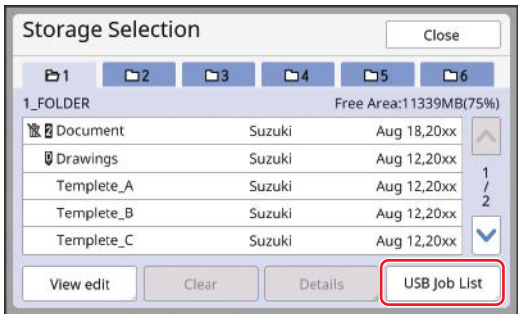 Storage Selection
Close
1 2 3 4 5 6
1_FOLDER Free Area:11339MB(75%)
2 Document Suzuki Aug 18,20xx
Drawings Suzuki Aug 12,20xx
Templete_A Suzuki Aug 12,20xx
Templete_B Suzuki Aug 12,20xx
Templete_C Suzuki Aug 12,20xx
1
/
2
View edit Clear Details USB Job List